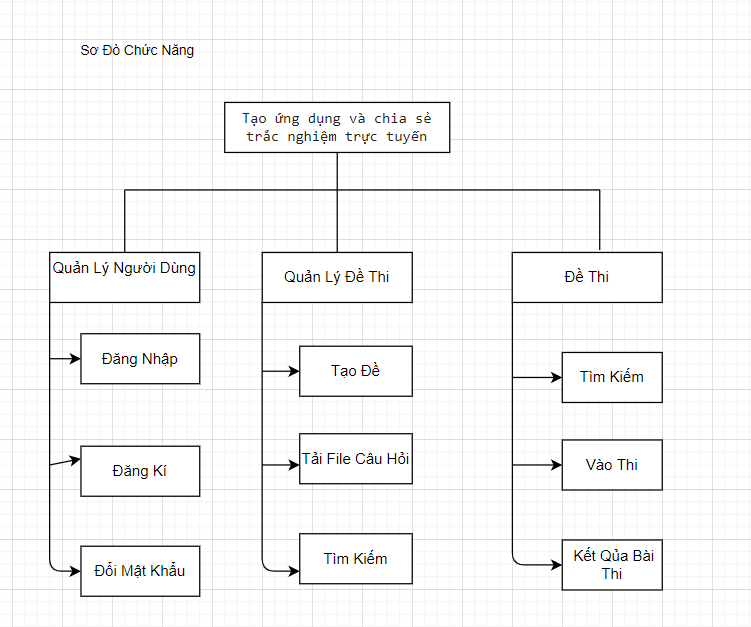 Sơ Đò Chức Năng
Tạo ứng dụng và chia sẻ
trắc nghiệm trực tuyến
Quản Lý Người Dùng
Quản Lý Đề Thi
Đề Thi
Đăng Nhập
Tạo Đề
Tìm Kiếm
Đăng Kí
Tải File Câu Hỏi
Vào Thi
Đổi Mật Khẩu
Tìm Kiếm
Kết Qủa Bài
Thi